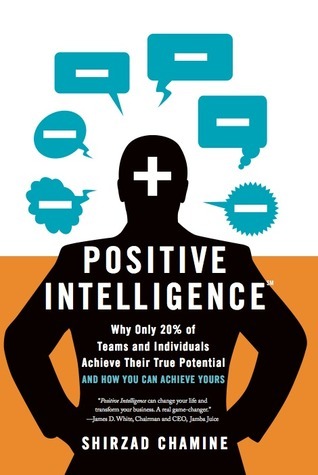 POSITIVE
INTELLIGENCE℠
Why Only 20% of
Teams and Individuals
Achieve Their True Potential
AND HOW YOU CAN ACHIEVE YOURS
"Positive Intelligence can change your life and
transform your business. A real game-changer."
—James D. White, Chairman and CEO, Jamba Juice
SHIRZAD CHAMINE